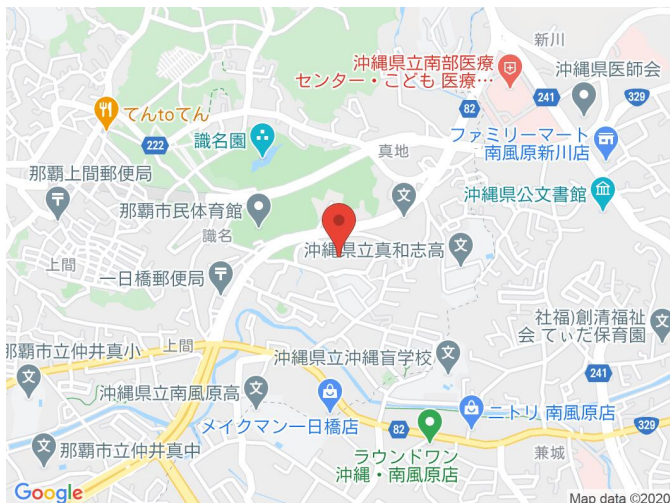 新川
沖縄県立南部医療
センター・こども 医療…
沖縄県医師会
82
241
329
てんtoてん
識名園
ファミリーマート
南風原新川店
222
真地
那覇上間郵便局
沖縄県公文書館
那覇市民体育館
識名
沖縄県立真和志高
文
上間
一日橋郵便局
社福)創清福祉
会 てぃだ保育園
文
上間
沖縄県立沖縄盲学校
文
那覇市立仲井真小
文
241
沖縄県立南風原高
文
メイクマン一日橋店
ニトリ 南風原店
82
329
那覇市立仲井真中
文
ラウンドワン
沖縄・南風原店
兼城
Google
Map data ©2020